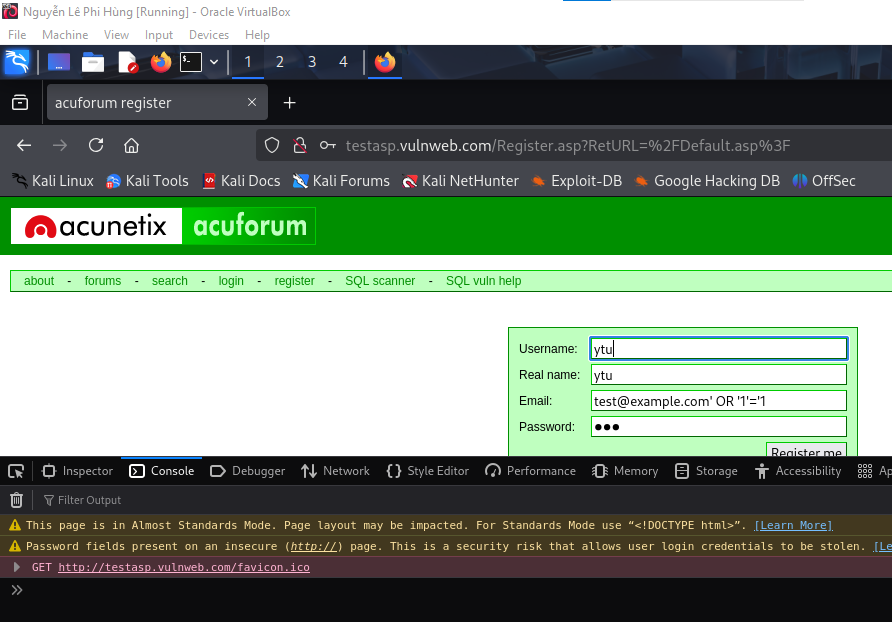 Nguyễn Lê Phi Hùng [Running] - Oracle VirtualBox
File Machine View Input Devices Help
1 2 3 4
acuforum register
testasp.vulnweb.com/Register.asp?RetURL=%2FDefault.asp%3F
Kali Linux Kali Tools Kali Docs Kali Forums Kali NetHunter Exploit-DB Google Hacking DB OffSec
acunetix acuforum
about - forums - search - login - register - SQL scanner - SQL vuln help
Username: ytu
Real name: ytu
Email: test@example.com' OR '1'='1
Password: ●●●
Register me
Inspector Console Debugger Network Style Editor Performance Memory Storage Accessibility Ap
Filter Output
This page is in Almost Standards Mode. Page layout may be impacted. For Standards Mode use “<!DOCTYPE html>”. [Learn More]
Password fields present on an insecure (http://) page. This is a security risk that allows user login credentials to be stolen. [Le
GET http://testasp.vulnweb.com/favicon.ico